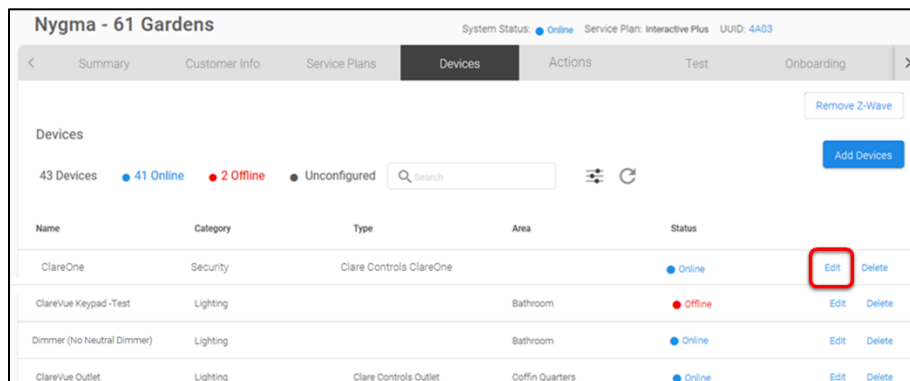 Nygma - 61 Gardens
System Status: Online Service Plan: Interactive Plus UUID: 4A03
Summary Customer Info Service Plans Devices Actions Test Onboarding
Remove Z-Wave
Devices
Add Devices
43 Devices 41 Online 2 Offline Unconfigured Search
Name Category Type Area Status
ClareOne Security Clare Controls ClareOne Online Edit Delete
ClareVue Keypad -Test Lighting Bathroom Offline Edit Delete
Dimmer (No Neutral Dimmer) Lighting Bathroom Online Edit Delete
ClareVue Outlet Lighting Clare Controls Outlet Coffin Quarters Online Edit Delete